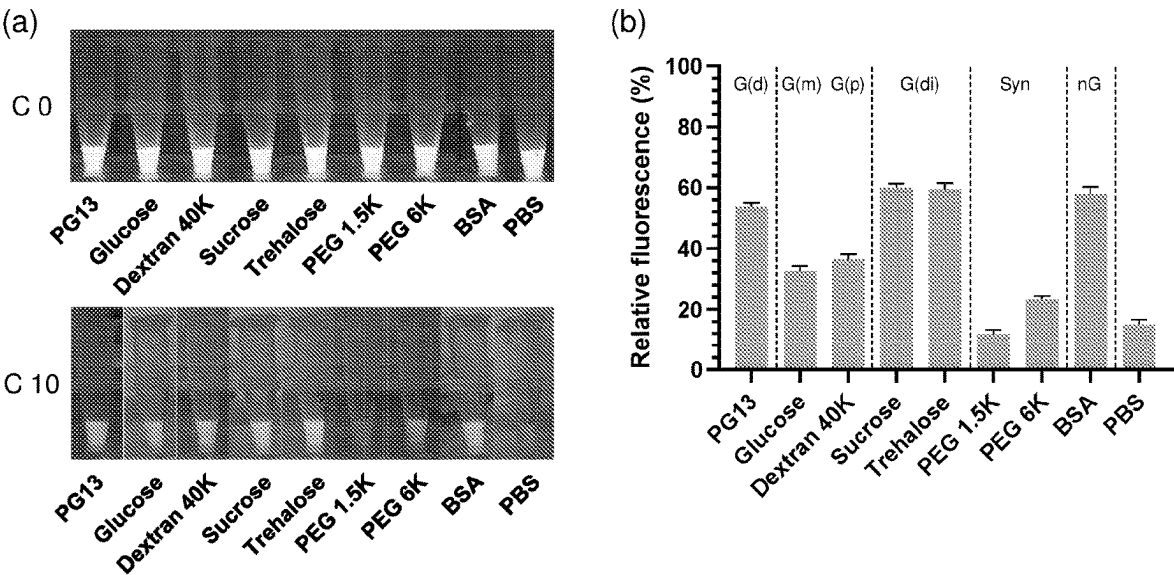 (a)
C 0
PG13
Glucose
Dextran 40K
Sucrose
Trehalose
PEG 1.5K
PEG 6K
BSA
PBS
C 10
PG13
Glucose
Dextran 40K
Sucrose
Trehalose
PEG 1.5K
PEG 6K
BSA
PBS
(b)
Relative fluorescence (%)
100
80
60
40
20
0
G(d)
G(m)
G(p)
G(di)
Syn
nG
PG13
Glucose
Dextran 40K
Sucrose
Trehalose
PEG 1.5K
PEG 6K
BSA
PBS